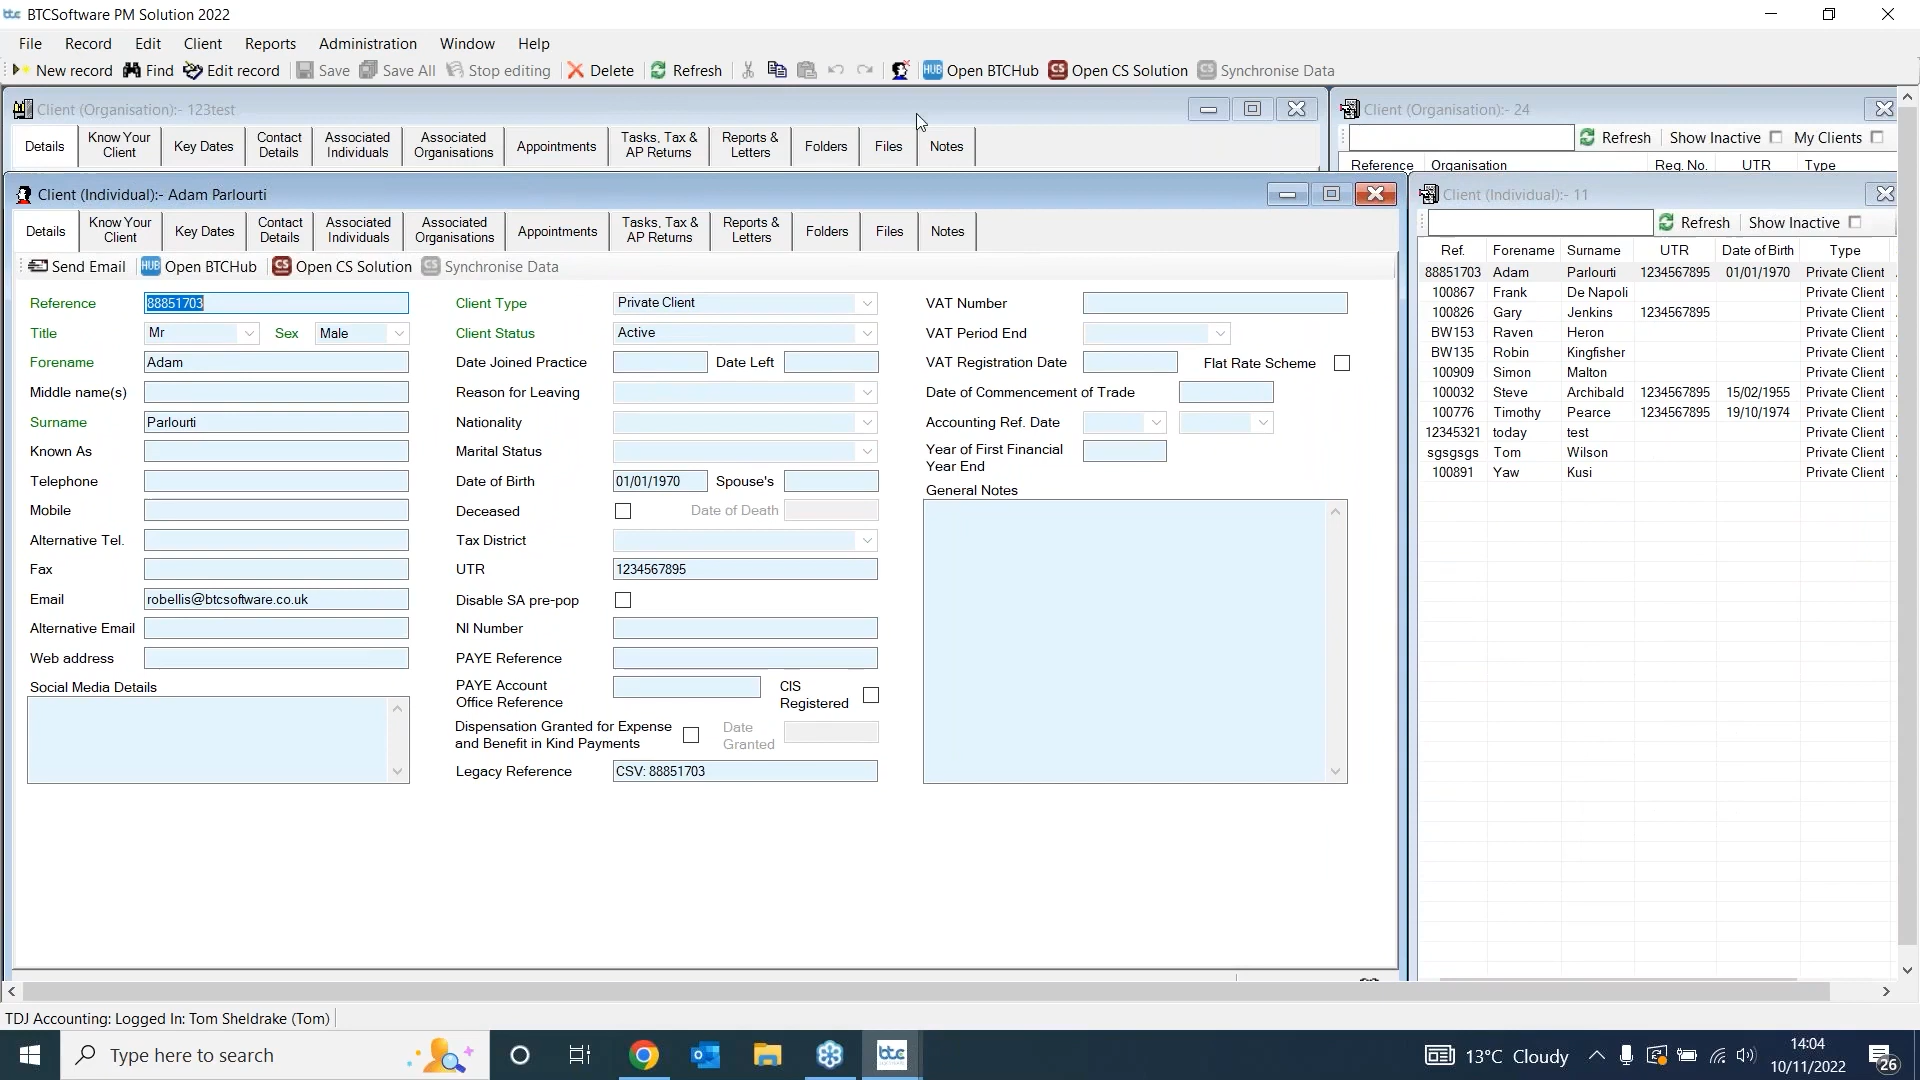 btc BTCSoftware PM Solution 2022
File Record Edit Client Reports Administration Window Help
New record Find Edit record Save Save All Stop editing Delete Refresh HUB Open BTCHub CS Open CS Solution CS Synchronise Data
Client (Organisation):- 123test
Details Know Your Client Key Dates Contact Details Associated Individuals Associated Organisations Appointments Tasks, Tax & AP Returns Reports & Letters Folders Files Notes
Client (Organisation):- 24
Refresh Show Inactive My Clients
Reference Organisation Reg. No. UTR Type
Client (Individual):- Adam Parlourti
Details Know Your Client Key Dates Contact Details Associated Individuals Associated Organisations Appointments Tasks, Tax & AP Returns Reports & Letters Folders Files Notes
Send Email HUB Open BTCHub CS Open CS Solution CS Synchronise Data
Reference 88851703
Title Mr Sex Male
Forename Adam
Middle name(s)
Surname Parlourti
Known As
Telephone
Mobile
Alternative Tel.
Fax
Email robellis@btcsoftware.co.uk
Alternative Email
Web address
Social Media Details
Client Type Private Client
Client Status Active
Date Joined Practice Date Left
Reason for Leaving
Nationality
Marital Status
Date of Birth 01/01/1970 Spouse's
Deceased Date of Death
Tax District
UTR 1234567895
Disable SA pre-pop
NI Number
PAYE Reference
PAYE Account
Office Reference
CIS
Registered
Dispensation Granted for Expense
and Benefit in Kind Payments
Date
Granted
Legacy Reference CSV: 88851703
VAT Number
VAT Period End
VAT Registration Date Flat Rate Scheme
Date of Commencement of Trade
Accounting Ref. Date
Year of First Financial
Year End
General Notes
Client (Individual):- 11
Refresh Show Inactive
Ref. Forename Surname UTR Date of Birth Type
88851703 Adam Parlourti 1234567895 01/01/1970 Private Client
100867 Frank De Napoli Private Client
100826 Gary Jenkins 1234567895 Private Client
BW153 Raven Heron Private Client
BW135 Robin Kingfisher Private Client
100909 Simon Malton Private Client
100032 Steve Archibald 1234567895 15/02/1955 Private Client
100776 Timothy Pearce 1234567895 19/10/1974 Private Client
12345321 today test Private Client
sgsgsgs Tom Wilson Private Client
100891 Yaw Kusi Private Client
TDJ Accounting: Logged In: Tom Sheldrake (Tom)
Type here to search
btc
13°C Cloudy
14:04
10/11/2022
26